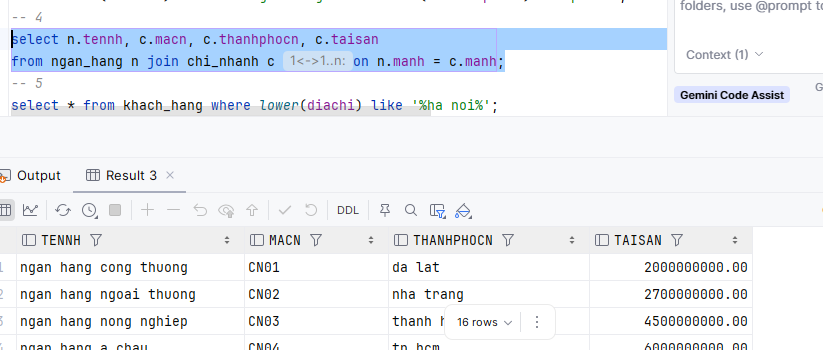 folders, use @prompt to
-- 4
select n.tennh, c.macn, c.thanhphocn, c.taisan
Context (1)
from ngan_hang n join chi_nhanh c 1<->1..n: on n.manh = c.manh;
-- 5
Gemini Code Assist
select * from khach_hang where lower(diachi) like '%ha noi%';
Output
Result 3
DDL
TENNH MACN THANHPHOCN TAISAN
1 ngan hang cong thuong CN01 da lat 2000000000.00
2 ngan hang ngoai thuong CN02 nha trang 2700000000.00
3 ngan hang nong nghiep CN03 thanh 4500000000.00
16 rows
ngan hang a chau CN04 tp hcm 6000000000.00